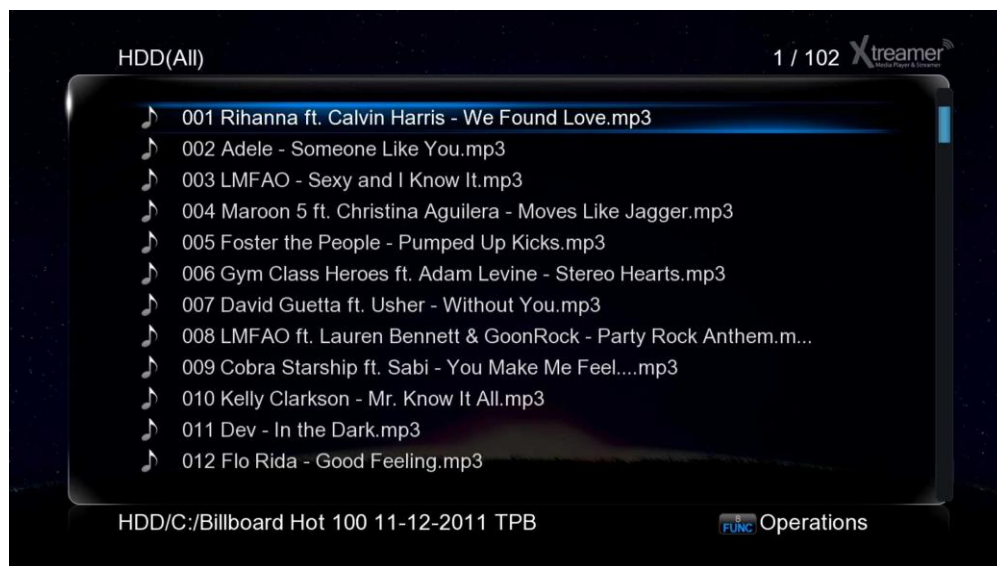 HDD(All)
1 / 102
Xtreamer
Media Player & Streamer
001 Rihanna ft. Calvin Harris - We Found Love.mp3
002 Adele - Someone Like You.mp3
003 LMFAO - Sexy and I Know It.mp3
004 Maroon 5 ft. Christina Aguilera - Moves Like Jagger.mp3
005 Foster the People - Pumped Up Kicks.mp3
006 Gym Class Heroes ft. Adam Levine - Stereo Hearts.mp3
007 David Guetta ft. Usher - Without You.mp3
008 LMFAO ft. Lauren Bennett & GoonRock - Party Rock Anthem.m...
009 Cobra Starship ft. Sabi - You Make Me Feel....mp3
010 Kelly Clarkson - Mr. Know It All.mp3
011 Dev - In the Dark.mp3
012 Flo Rida - Good Feeling.mp3
HDD/C:/Billboard Hot 100 11-12-2011 TPB
FUNC Operations